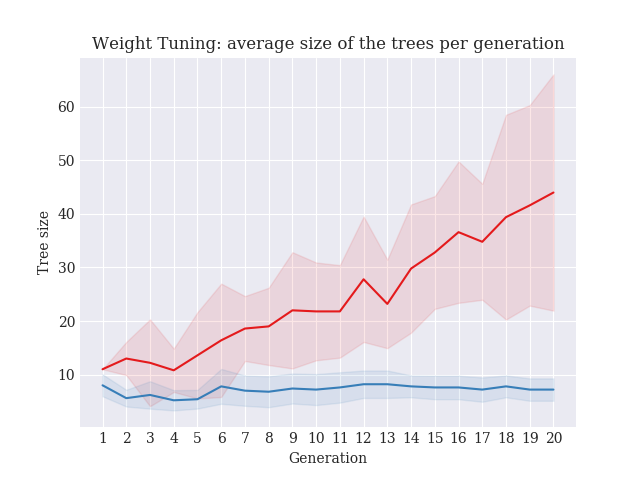 Weight Tuning: average size of the trees per generation
60
50
40
30
20
10
Tree size
1 2 3 4 5 6 7 8 9 10 11 12 13 14 15 16 17 18 19 20
Generation